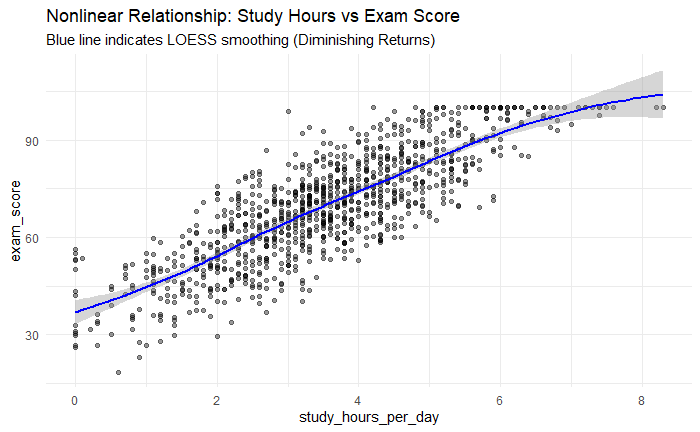 Nonlinear Relationship: Study Hours vs Exam Score
Blue line indicates LOESS smoothing (Diminishing Returns)
90
60
30
exam_score
0 2 4 6 8
study_hours_per_day